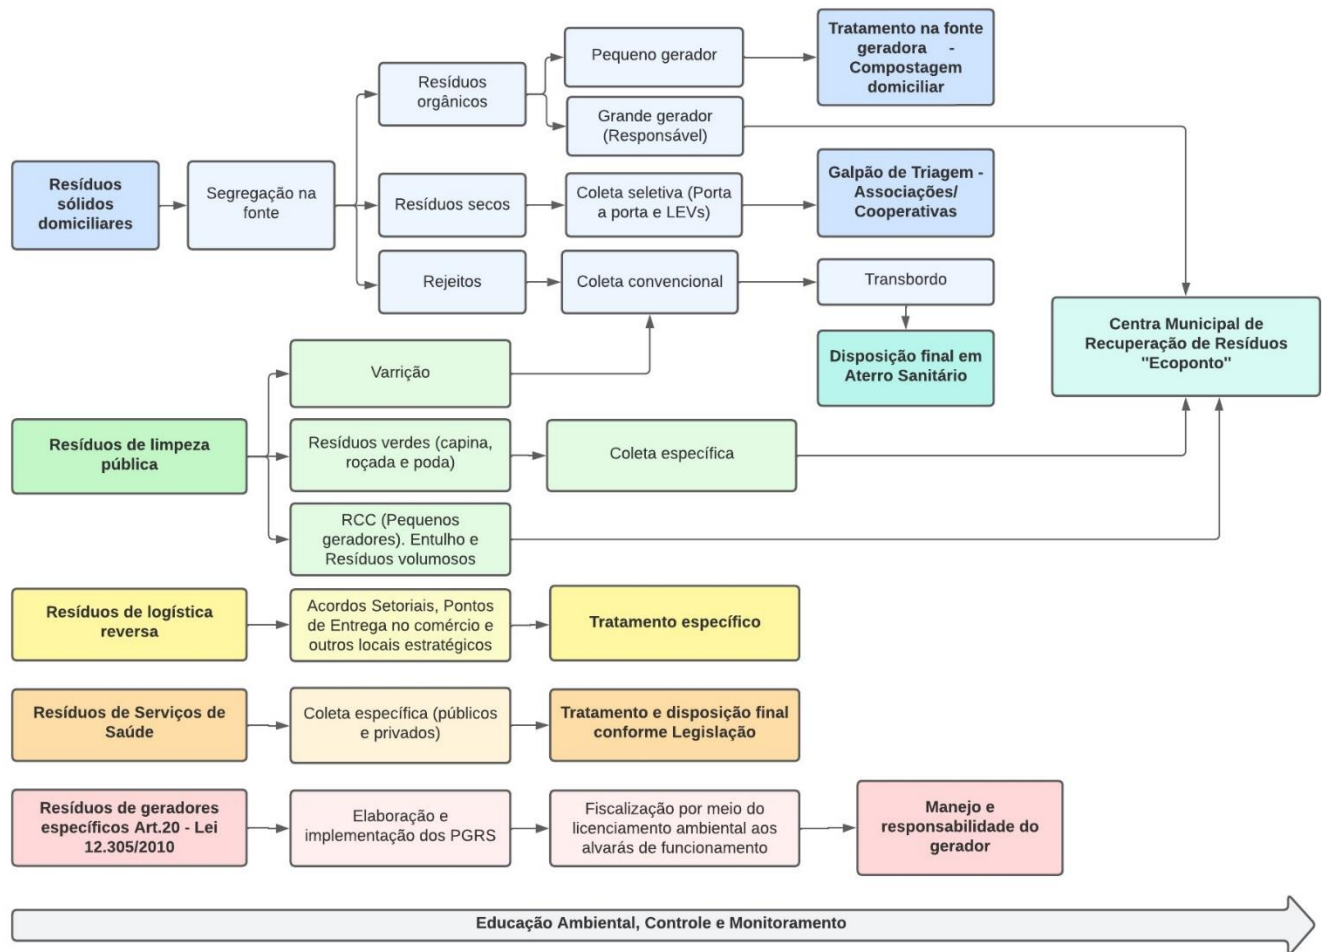 Resíduos
sólidos
domiciliares
Segregação na
fonte
Resíduos
orgânicos
Pequeno gerador
Tratamento na fonte
geradora -
Compostagem
domiciliar
Grande gerador
(Responsável)
Resíduos secos
Coleta seletiva (Porta
a porta e LEVs)
Galpão de Triagem -
Associações/
Cooperativas
Rejeitos
Coleta convencional
Transbordo
Disposição final em
Aterro Sanitário
Centra Municipal de
Recuperação de Resíduos
"Ecoponto"
Resíduos de limpeza
pública
Varrição
Resíduos verdes (capina,
roçada e poda)
Coleta específica
RCC (Pequenos
geradores). Entulho e
Resíduos volumosos
Resíduos de logística
reversa
Acordos Setoriais, Pontos
de Entrega no comércio e
outros locais estratégicos
Tratamento específico
Resíduos de Serviços de
Saúde
Coleta específica (públicos
e privados)
Tratamento e disposição final
conforme Legislação
Resíduos de geradores
específicos Art.20 - Lei
12.305/2010
Elaboração e
implementação dos PGRS
Fiscalização por meio do
licenciamento ambiental aos
alvarás de funcionamento
Manejo e
responsabilidade do
gerador
Educação Ambiental, Controle e Monitoramento